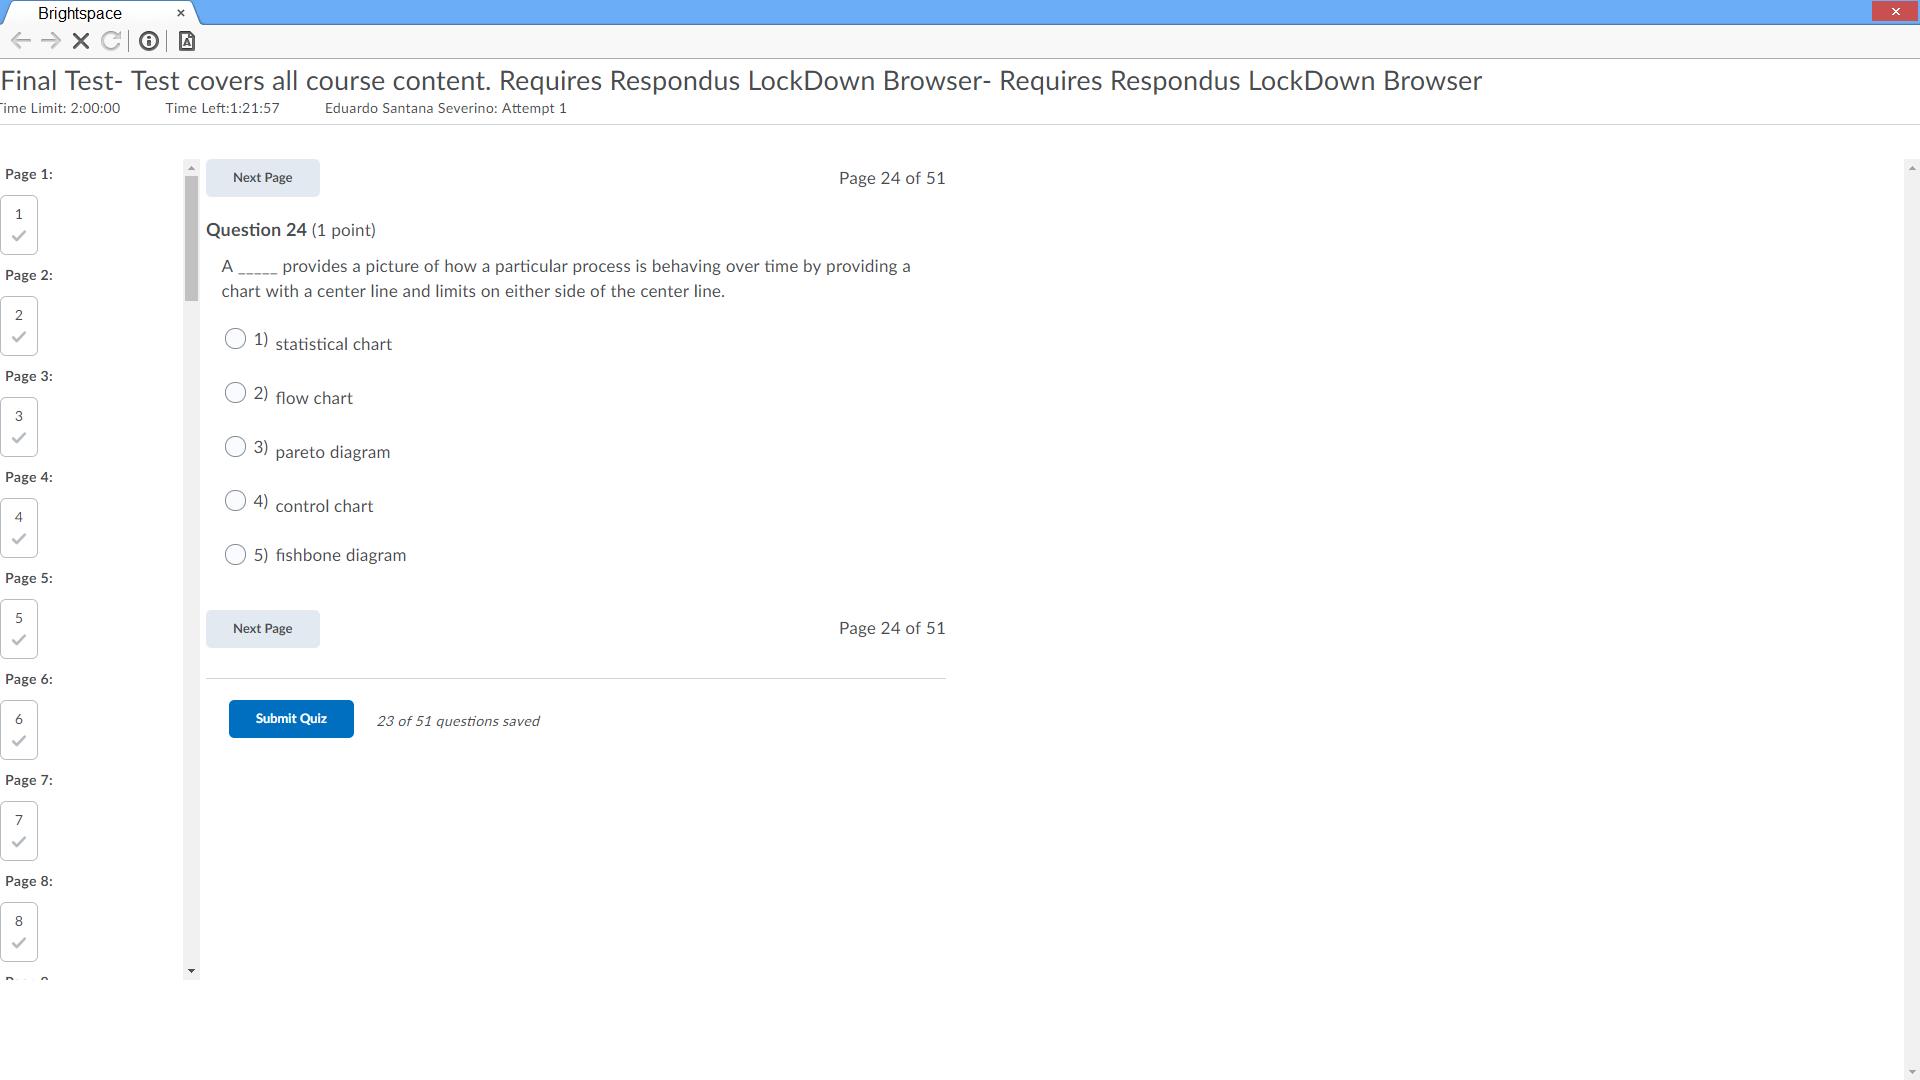 Brightspace
Final Test- Test covers all course content. Requires Respondus LockDown Browser- Requires Respondus LockDown Browser
Time Limit: 2:00:00 Time Left:1:21:57 Eduardo Santana Severino: Attempt 1
Page 1:
1
Page 2:
2
Page 3:
3
Page 4:
4
Page 5:
5
Page 6:
6
Page 7:
7
Page 8:
8
Next Page Page 24 of 51
Question 24 (1 point)
A _____ provides a picture of how a particular process is behaving over time by providing a
chart with a center line and limits on either side of the center line.
1) statistical chart
2) flow chart
3) pareto diagram
4) control chart
5) fishbone diagram
Next Page Page 24 of 51
Submit Quiz 23 of 51 questions saved